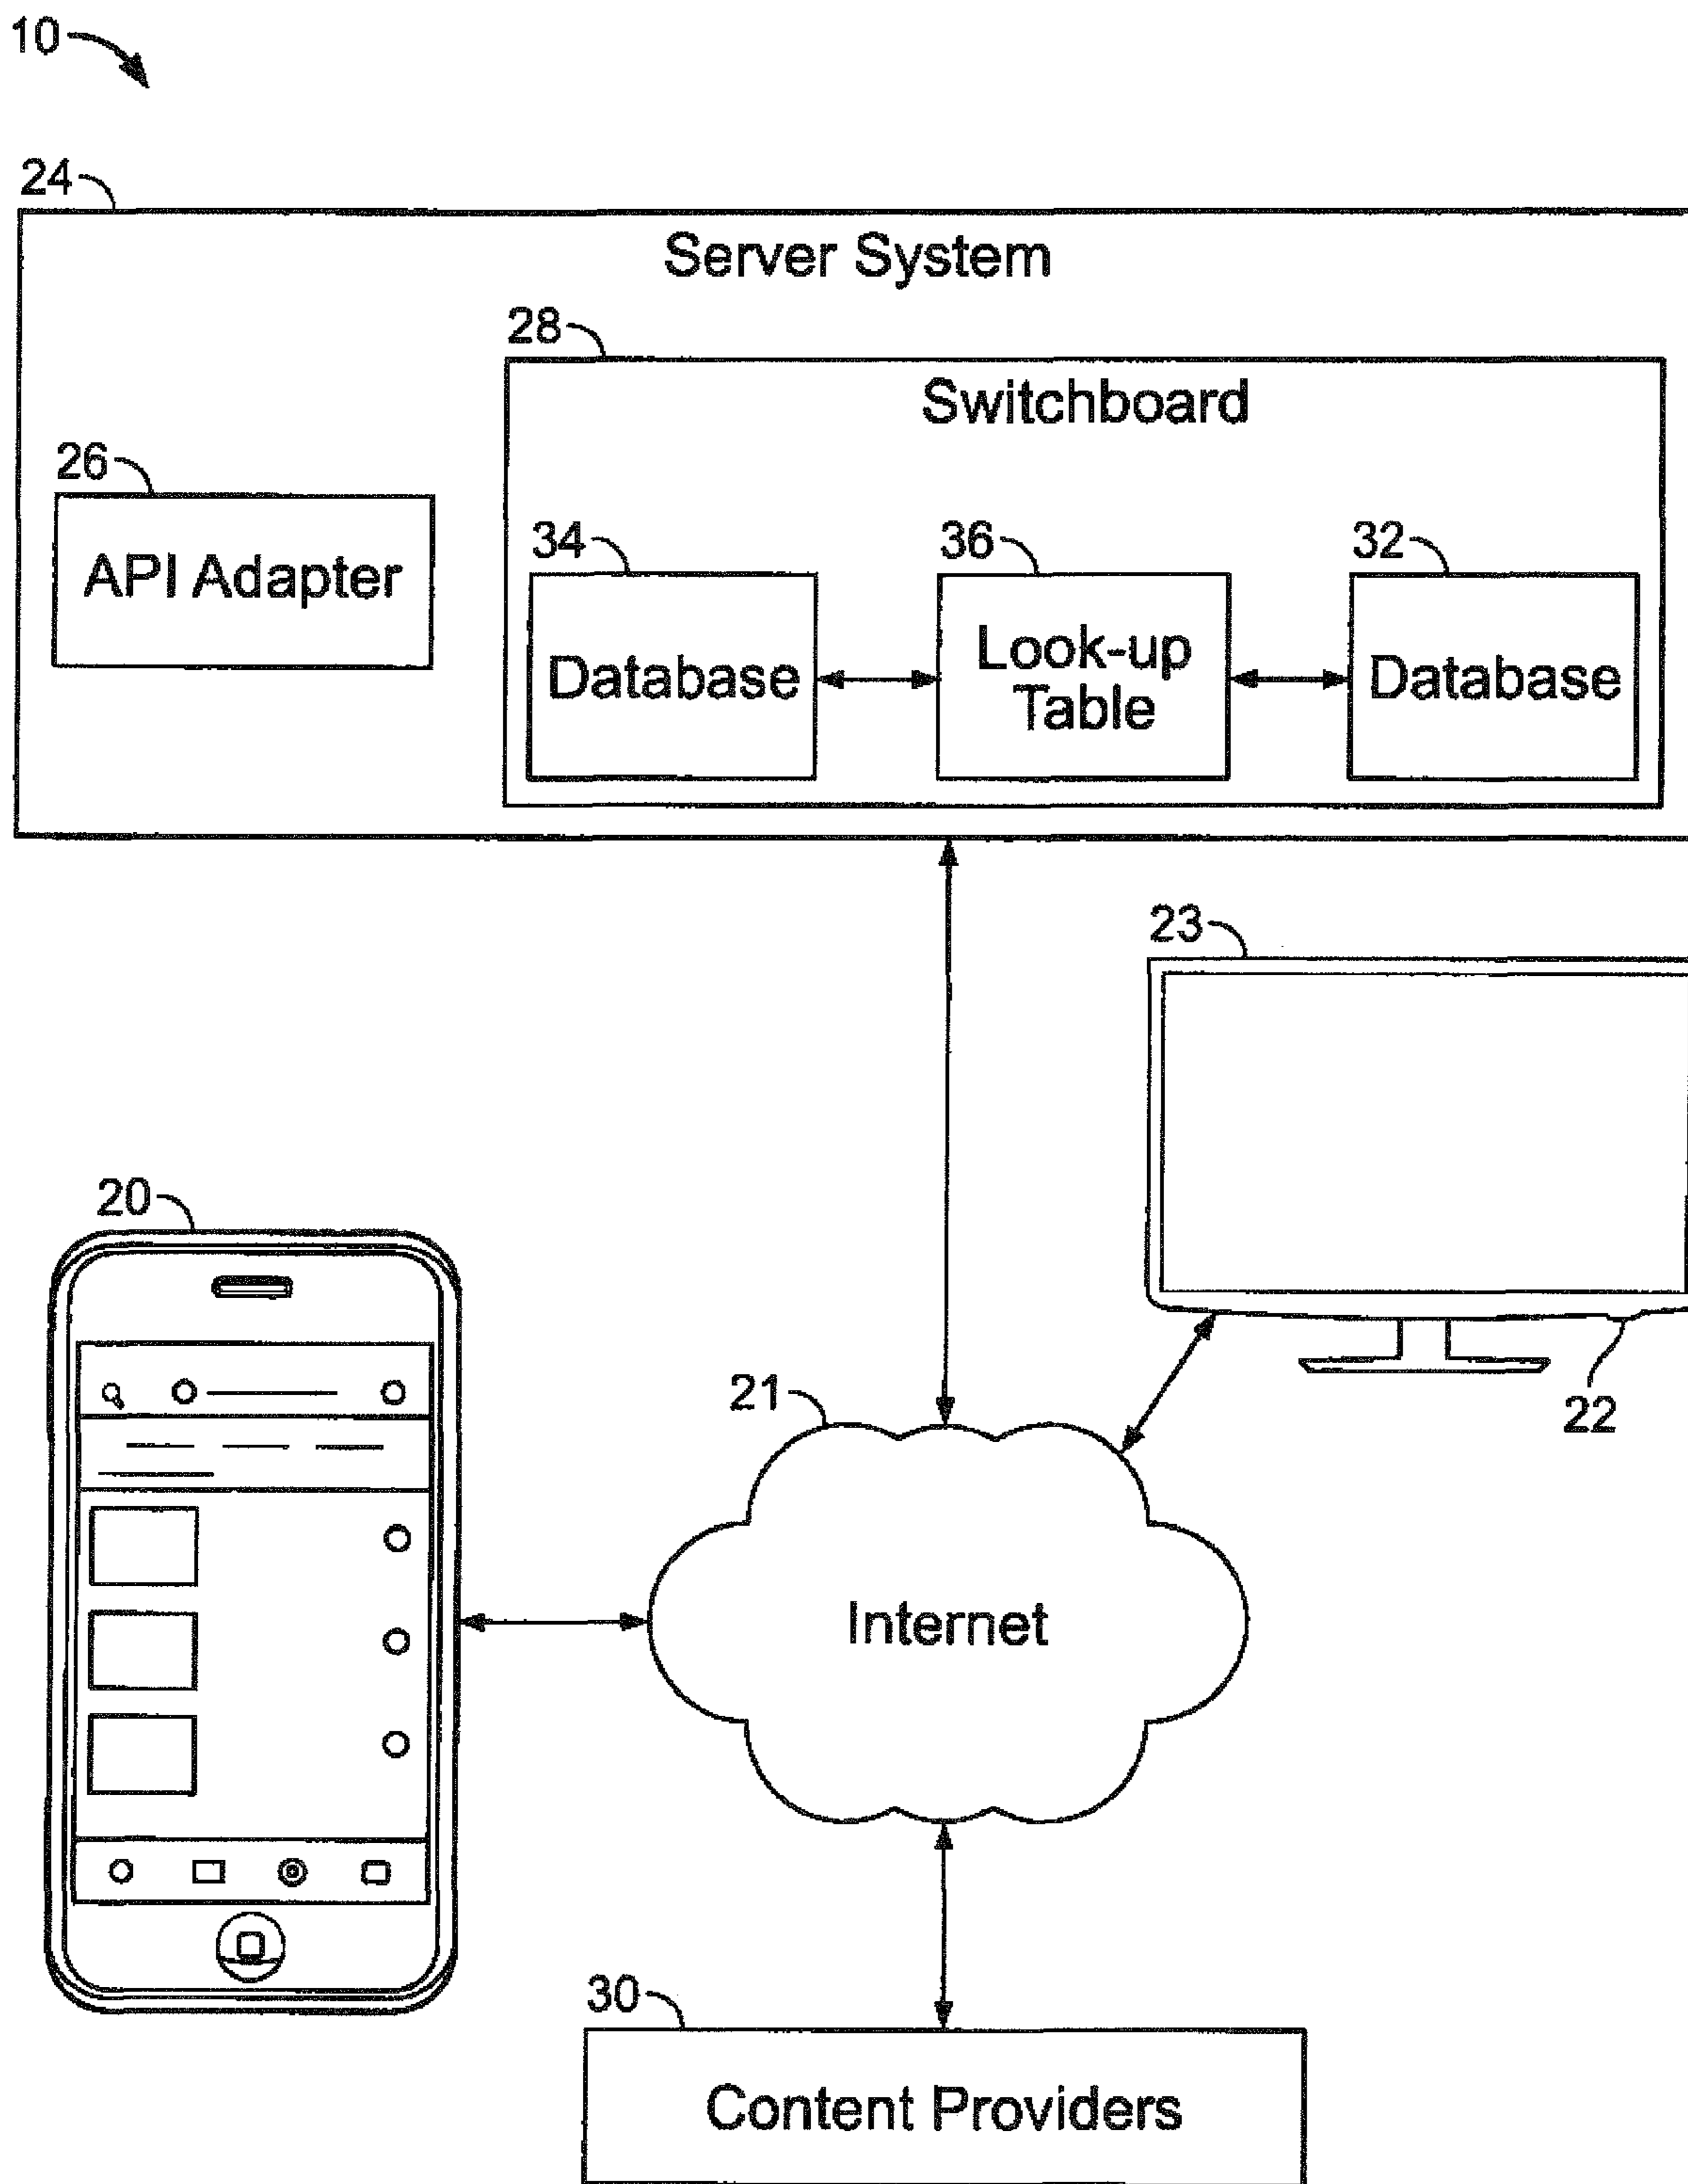 10
24
Server System
28
Switchboard
26
API Adapter
34
Database
36
Look-up
Table
32
Database
23
22
20
21
Internet
30
Content Providers